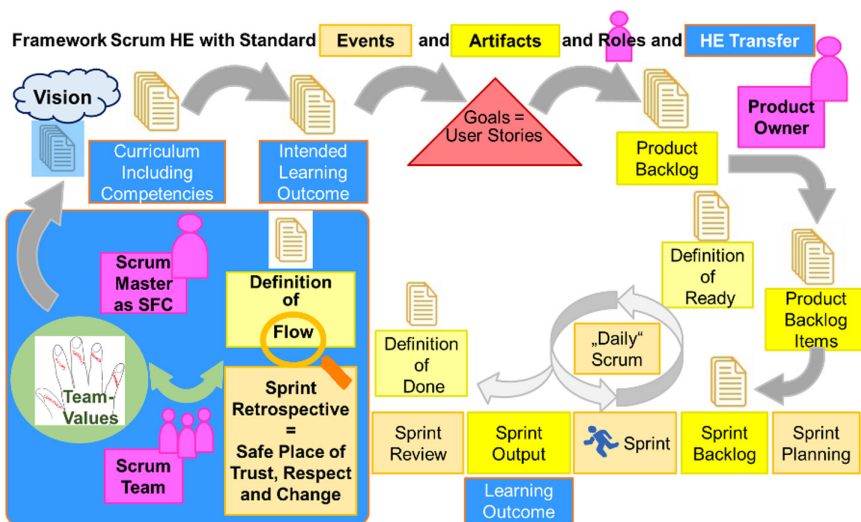 Framework Scrum HE with Standard Events and Artifacts and Roles and HE Transfer
Vision
Curriculum
Including
Competencies
Intended
Learning
Outcome
Goals =
User Stories
Product
Backlog
Product
Owner
Scrum
Master
as SFC
Definition
of
Flow
Definition
of
Ready
Product
Backlog
Items
Definition
of
Done
„Daily“
Scrum
Team-
Values
Sprint
Retrospective
=
Safe Place of
Trust, Respect
and Change
Scrum
Team
Sprint
Review
Sprint
Output
Sprint
Sprint
Backlog
Sprint
Planning
Learning
Outcome